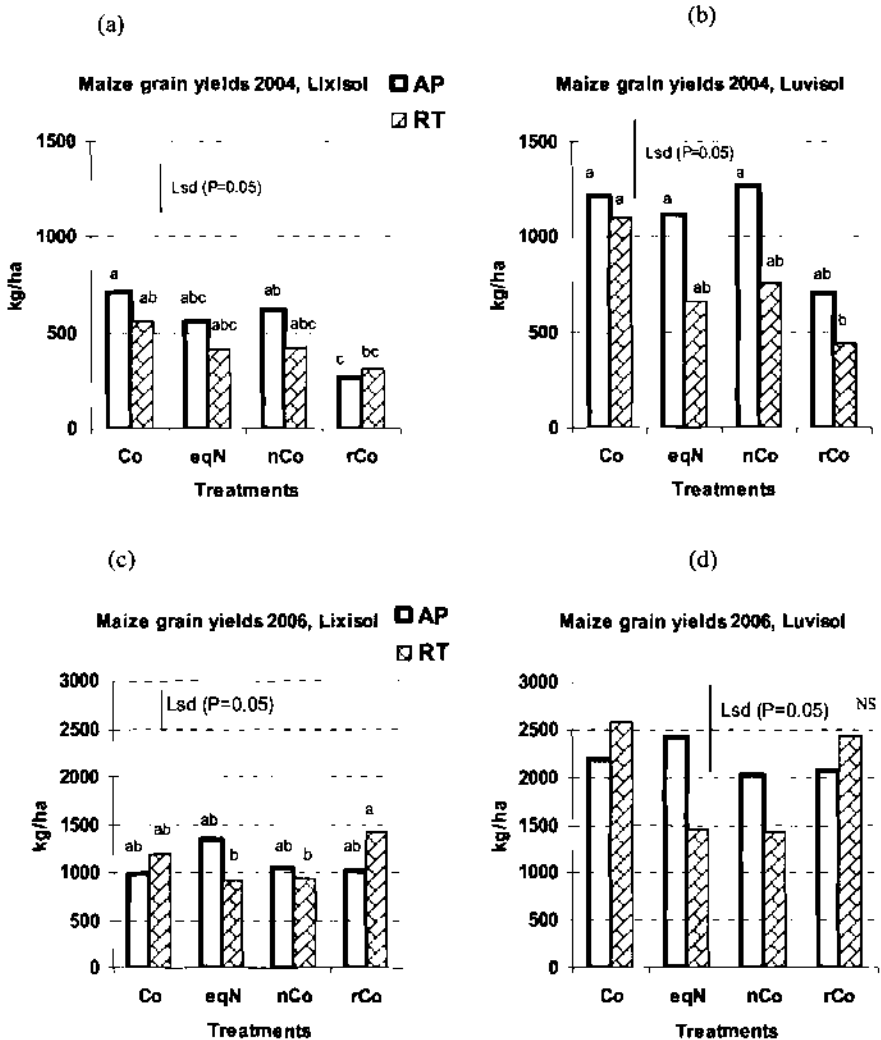 (a)
Maize grain yields 2004, Lixisol
AP
RT
1500
Lsd (P=0.05)
1000
a
ab
ab
abc
abc
abc
500
c
bc
0
kg/ha
Co eqN nCo rCo
Treatments
(b)
Maize grain yields 2004, Luvisol
1500
Lsd (P=0.05)
a
a
a
a
1000
ab
ab
ab
500
b
0
kg/ha
Co eqN nCo rCo
Treatments
(c)
Maize grain yields 2006, Lixisol
AP
RT
3000
Lsd (P=0.05)
2500
2000
1500
a
ab
ab
ab
b
ab
b
ab
1000
500
0
kg/ha
Co eqN nCo rCo
Treatments
(d)
Maize grain yields 2006, Luvisol
3000
Lsd (P=0.05)
NS
2500
2000
1500
1000
500
0
kg/ha
Co eqN nCo rCo
Treatments